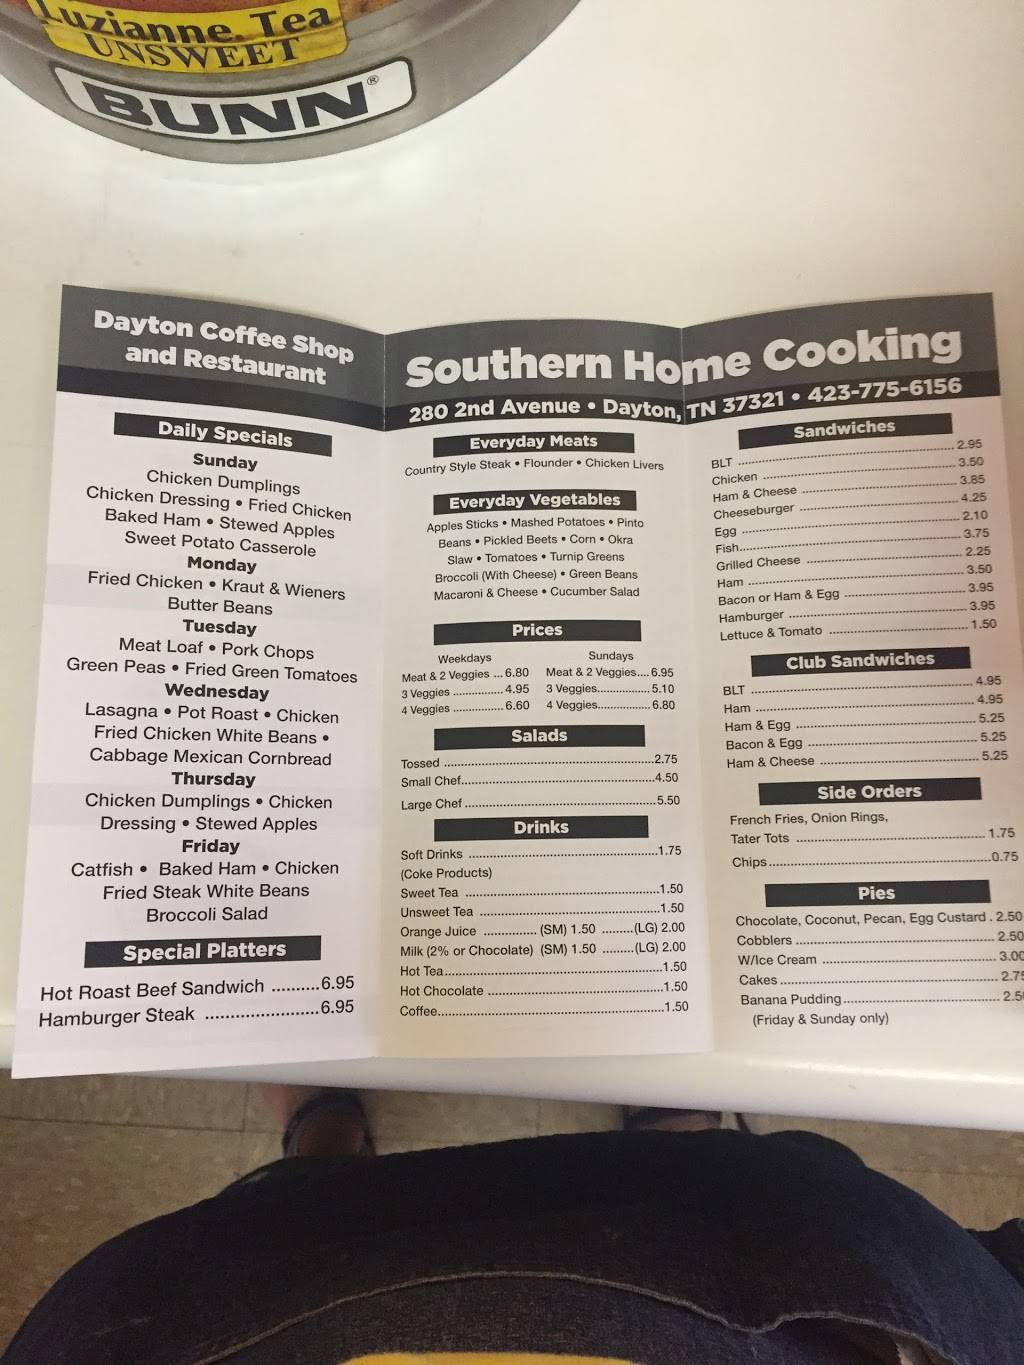 Luzianne. Tea
UNSWEET
BUNN®
Dayton Coffee Shop
and Restaurant
Daily Specials
Sunday
Chicken Dumplings
Chicken Dressing • Fried Chicken
Baked Ham • Stewed Apples
Sweet Potato Casserole
Monday
Fried Chicken • Kraut & Wieners
Butter Beans
Tuesday
Meat Loaf • Pork Chops
Green Peas • Fried Green Tomatoes
Wednesday
Lasagna • Pot Roast • Chicken
Fried Chicken White Beans •
Cabbage Mexican Cornbread
Thursday
Chicken Dumplings • Chicken
Dressing • Stewed Apples
Friday
Catfish • Baked Ham • Chicken
Fried Steak White Beans
Broccoli Salad
Special Platters
Hot Roast Beef Sandwich ..........6.95
Hamburger Steak .......................6.95
Southern Home Cooking
280 2nd Avenue • Dayton, TN 37321 • 423-775-6156
Everyday Meats
Country Style Steak • Flounder • Chicken Livers
Everyday Vegetables
Apples Sticks • Mashed Potatoes • Pinto
Beans • Pickled Beets • Corn • Okra
Slaw • Tomatoes • Turnip Greens
Broccoli (With Cheese) • Green Beans
Macaroni & Cheese • Cucumber Salad
Prices
Weekdays
Meat & 2 Veggies ...6.80
3 Veggies ................4.95
4 Veggies ................6.60
Sundays
Meat & 2 Veggies....6.95
3 Veggies.................5.10
4 Veggies.................6.80
Salads
Tossed ..........2.75
Small Chef..........4.50
Large Chef..........5.50
Drinks
Soft Drinks ..........1.75
(Coke Products)
Sweet Tea ..........1.50
Unsweet Tea ..........1.50
Orange Juice ..............(SM) 1.50 .........(LG) 2.00
Milk (2% or Chocolate) (SM) 1.50 .........(LG) 2.00
Hot Tea..........1.50
Hot Chocolate ..........1.50
Coffee..........1.50
Sandwiches
BLT ..........2.95
Chicken ..........3.50
Ham & Cheese ..........3.85
Cheeseburger ..........4.25
Egg ..........2.10
Fish..........3.75
Grilled Cheese ..........2.25
Ham ..........3.50
Bacon or Ham & Egg ..........3.95
Hamburger ..........3.95
Lettuce & Tomato ..........1.50
Club Sandwiches
BLT ..........4.95
Ham ..........4.95
Ham & Egg ..........5.25
Bacon & Egg ..........5.25
Ham & Cheese ..........5.25
Side Orders
French Fries, Onion Rings,
Tater Tots ..........1.75
Chips..........0.75
Pies
Chocolate, Coconut, Pecan, Egg Custard . 2.50
Cobblers ..........2.50
W/Ice Cream ..........3.00
Cakes..........2.75
Banana Pudding..........2.5
(Friday & Sunday only)